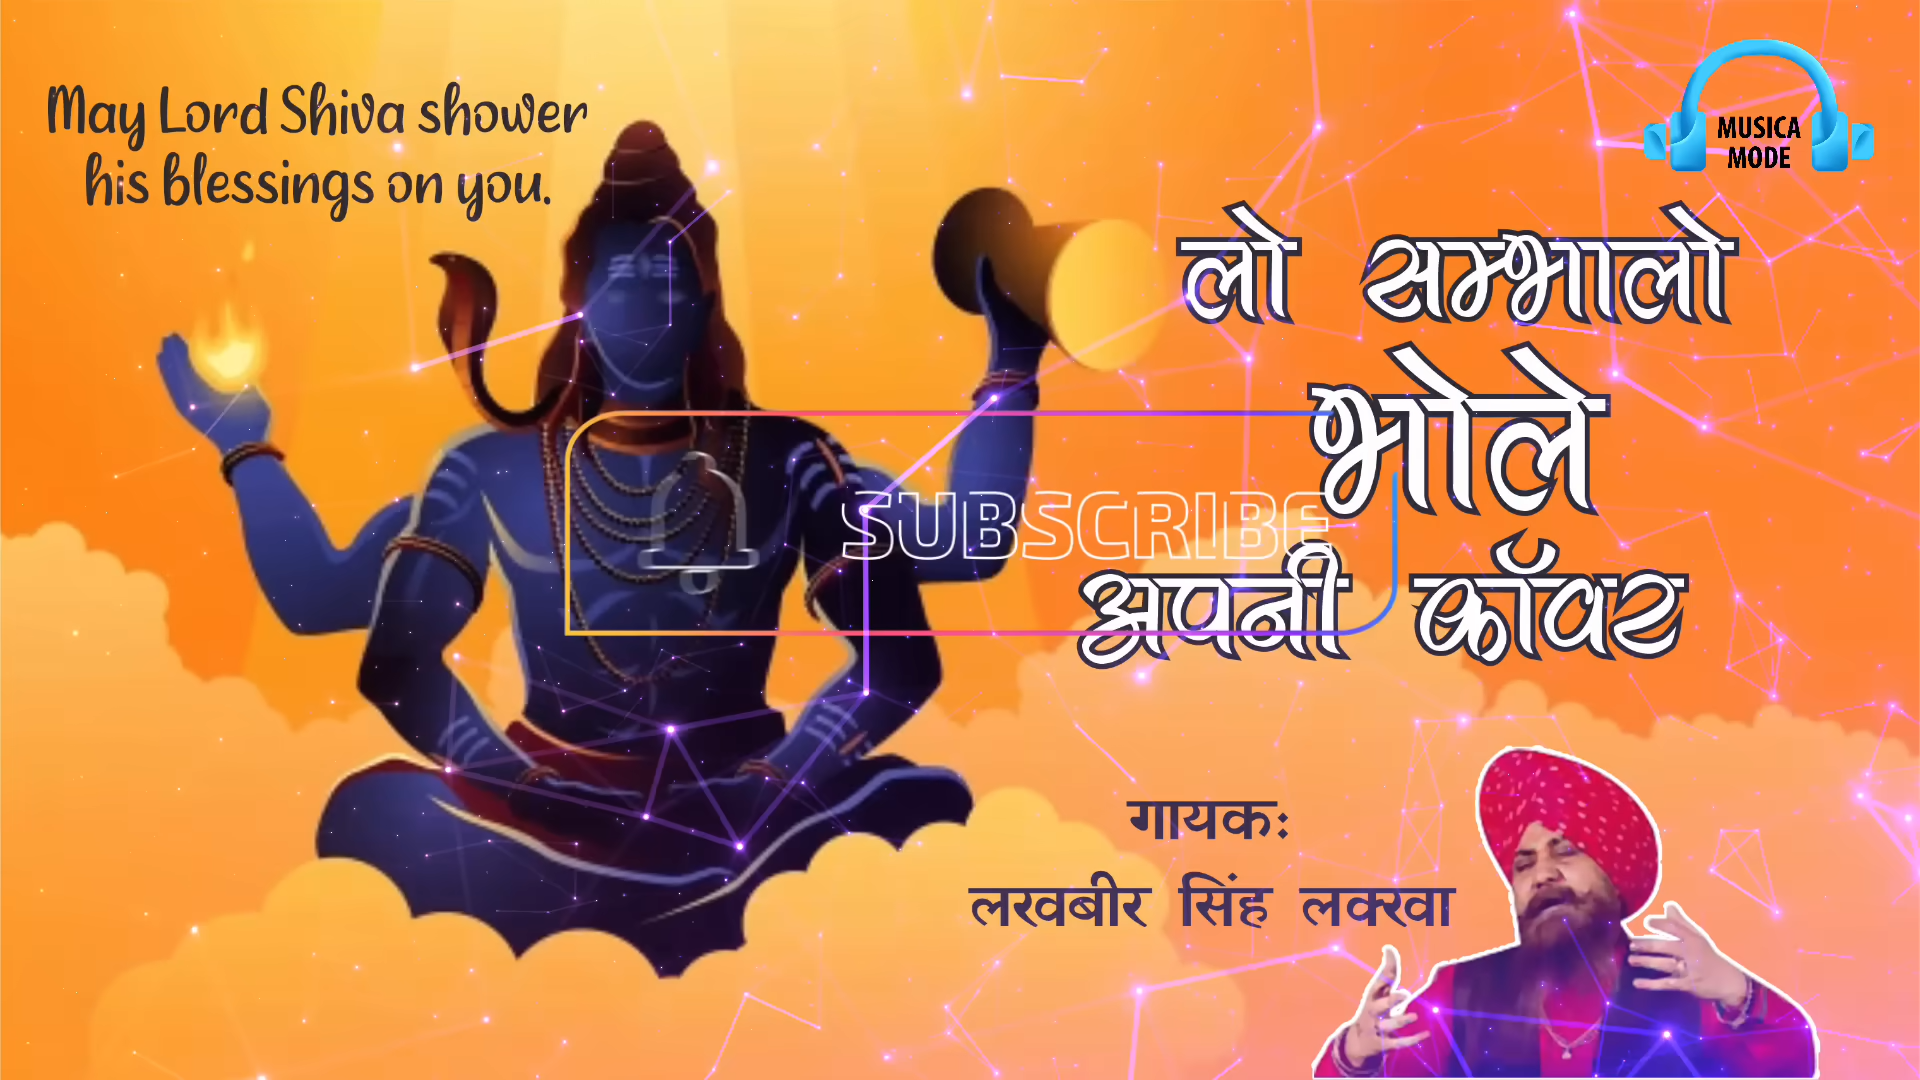 May Lord Shiva shower
his blessings on you.
MUSICA
MODE
लो सम्भालो
भोले
SUBSCRIBE
अपनी कॉवर
गायकः
लखबीर सिंह लक्खा